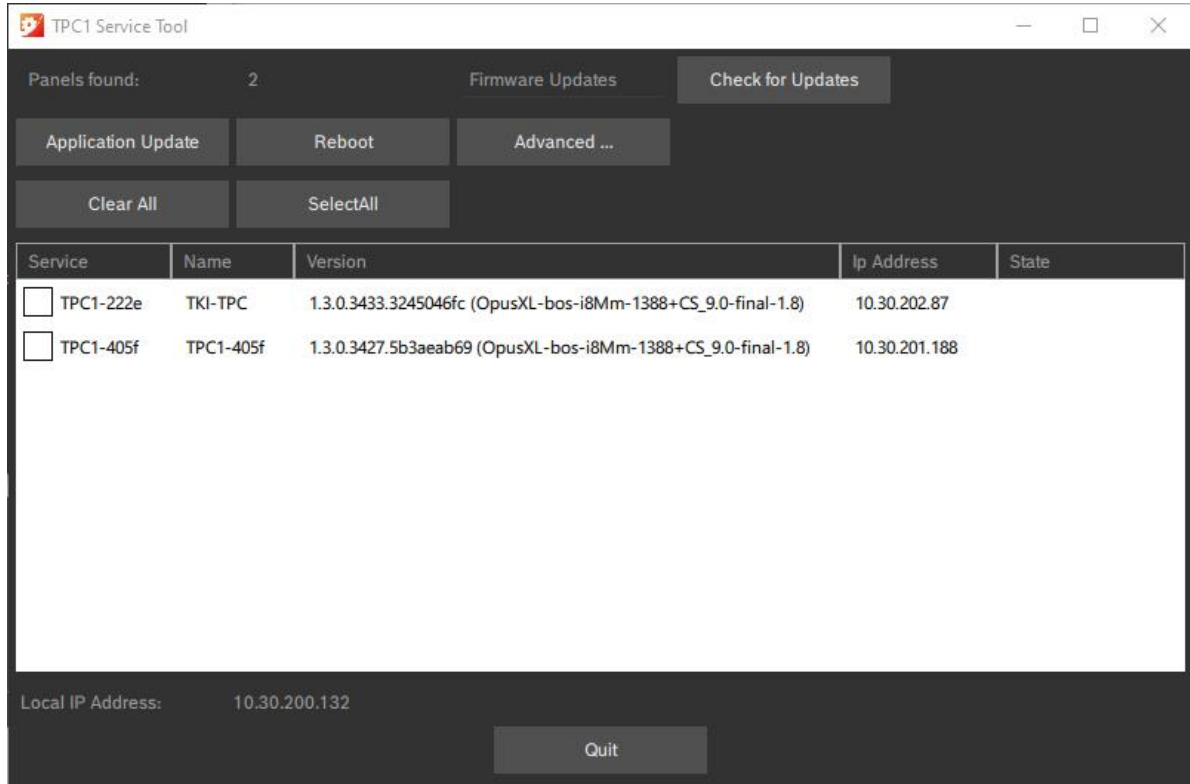 TPC1 Service Tool
Panels found: 2 Firmware Updates Check for Updates
Application Update Reboot Advanced ...
Clear All SelectAll
Service Name Version Ip Address State
TPC1-222e TKI-TPC 1.3.0.3433.3245046fc (OpusXL-bos-i8Mm-1388+CS_9.0-final-1.8) 10.30.202.87
TPC1-405f TPC1-405f 1.3.0.3427.5b3aeab69 (OpusXL-bos-i8Mm-1388+CS_9.0-final-1.8) 10.30.201.188
Local IP Address: 10.30.200.132
Quit